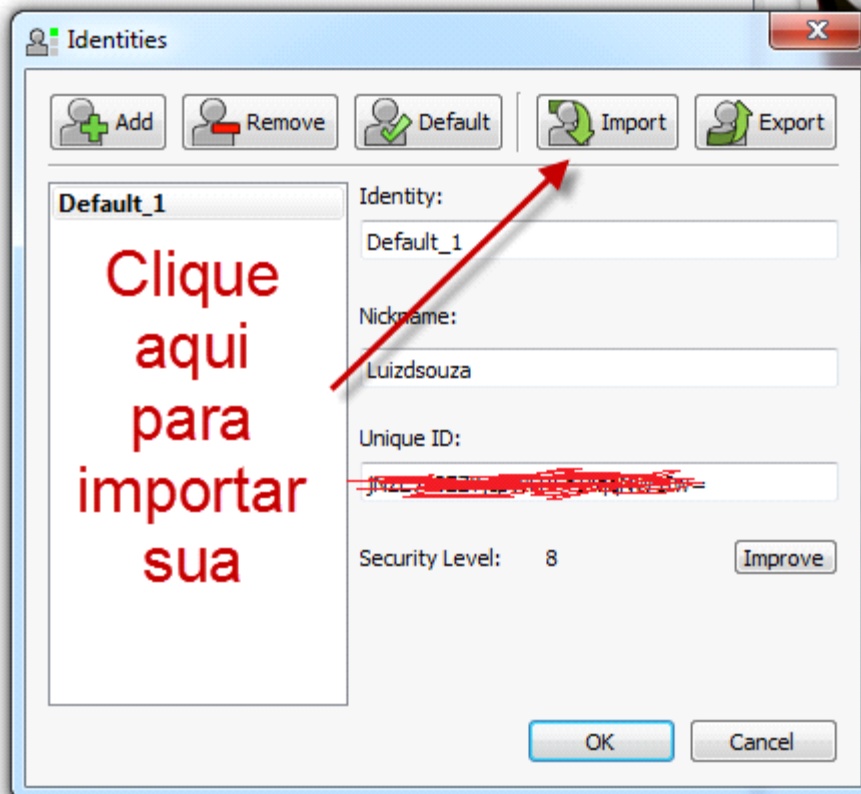 Identities
Add Remove Default Import Export
Default_1
Clique
aqui
para
importar
sua
Identity:
Default_1
Nickname:
Luizdsouza
Unique ID:
Security Level: 8 Improve
OK Cancel